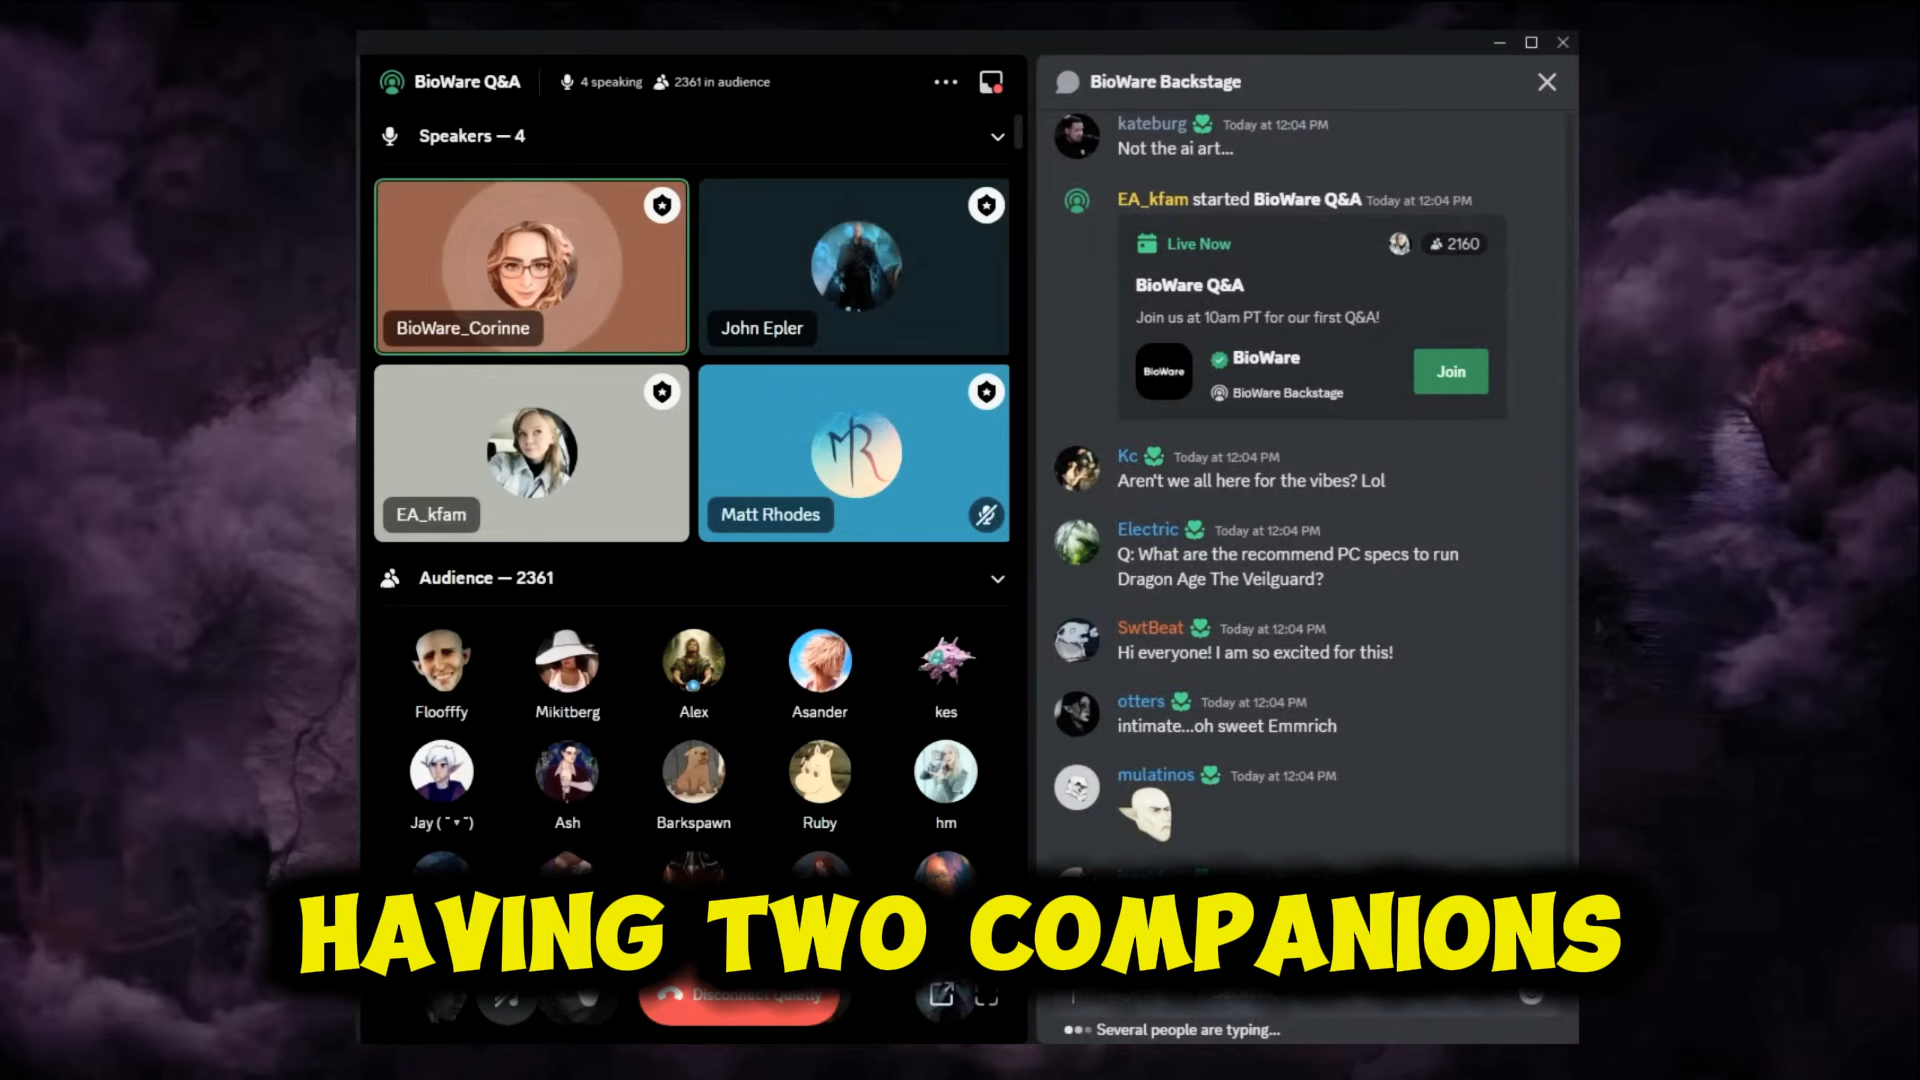 BioWare Q&A
4 speaking
2361 in audience
Speakers — 4
BioWare_Corinne
John Epler
EA_kfam
Matt Rhodes
Audience — 2361
Floofffy
Mikitberg
Alex
Asander
kes
Jay ( ˘ ▾ ˘)
Ash
Barkspawn
Ruby
hm
Disconnect Quietly
BioWare Backstage
kateburg Today at 12:04 PM
Not the ai art...
EA_kfam started BioWare Q&A Today at 12:04 PM
Live Now
2160
BioWare Q&A
Join us at 10am PT for our first Q&A!
BioWare
BioWare
BioWare Backstage
Join
Kc Today at 12:04 PM
Aren't we all here for the vibes? Lol
Electric Today at 12:04 PM
Q: What are the recommend PC specs to run
Dragon Age The Veilguard?
SwtBeat Today at 12:04 PM
Hi everyone! I am so excited for this!
otters Today at 12:04 PM
intimate...oh sweet Emmrich
mulatinos Today at 12:04 PM
Several people are typing...
HAVING TWO COMPANIONS